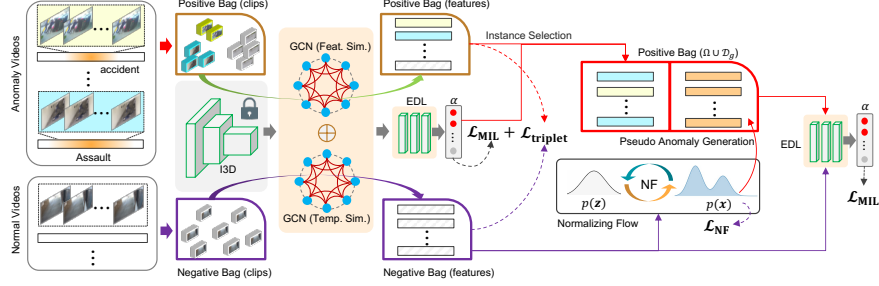 Anomaly Videos
accident
Assault
Normal Videos
Positive Bag (clips)
I3D
Negative Bag (clips)
GCN (Feat. Sim.)
GCN (Temp. Sim.)
Positive Bag (features)
EDL
α
ℒMIL + ℒtriplet
Negative Bag (features)
Instance Selection
Positive Bag (Ω ∪ 𝒟g)
Pseudo Anomaly Generation
NF
p(z)
p(x)
Normalizing Flow
ℒNF
EDL
α
ℒMIL